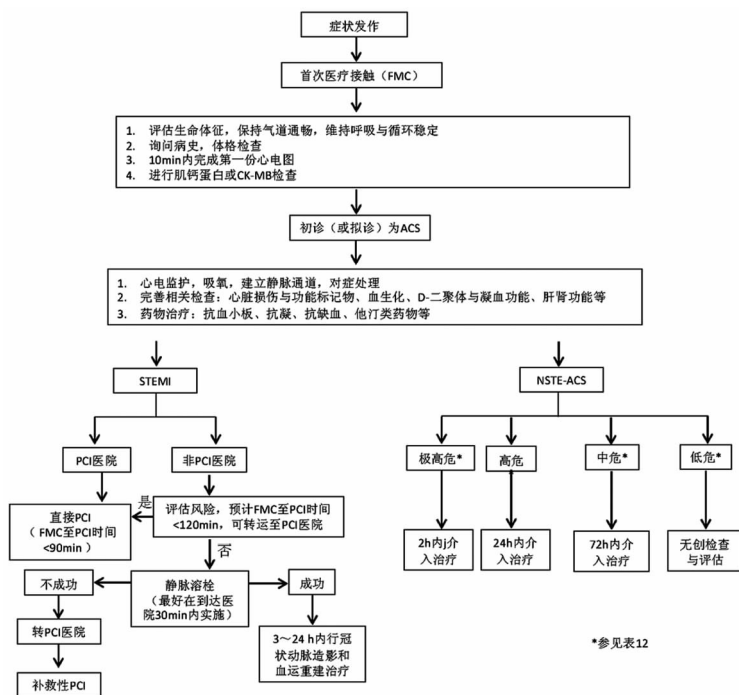 症状发作
首次医疗接触（FMC）
1. 评估生命体征，保持气道通畅，维持呼吸与循环稳定
2. 询问病史，体格检查
3. 10min内完成第一份心电图
4. 进行肌钙蛋白或CK-MB检查
初诊（或拟诊）为ACS
1. 心电监护，吸氧，建立静脉通道，对症处理
2. 完善相关检查：心脏损伤与功能标记物、血生化、D-二聚体与凝血功能、肝肾功能等
3. 药物治疗：抗血小板、抗凝、抗缺血、他汀类药物等
STEMI
NSTE-ACS
PCI医院
非PCI医院
极高危*
高危
中危*
低危*
直接PCI
（ FMC至PCI时间
<90min ）
是
评估风险，预计FMC至PCI时间
<120min，可转运至PCI医院
2h内j介
入治疗
24h内介
入治疗
72h内介
入治疗
无创检查
与评估
否
不成功
静脉溶栓
（最好在到达医
院30min内实施）
成功
转PCI医院
补救性PCI
3～24 h内行冠
状动脉造影和
血运重建治疗
*参见表12